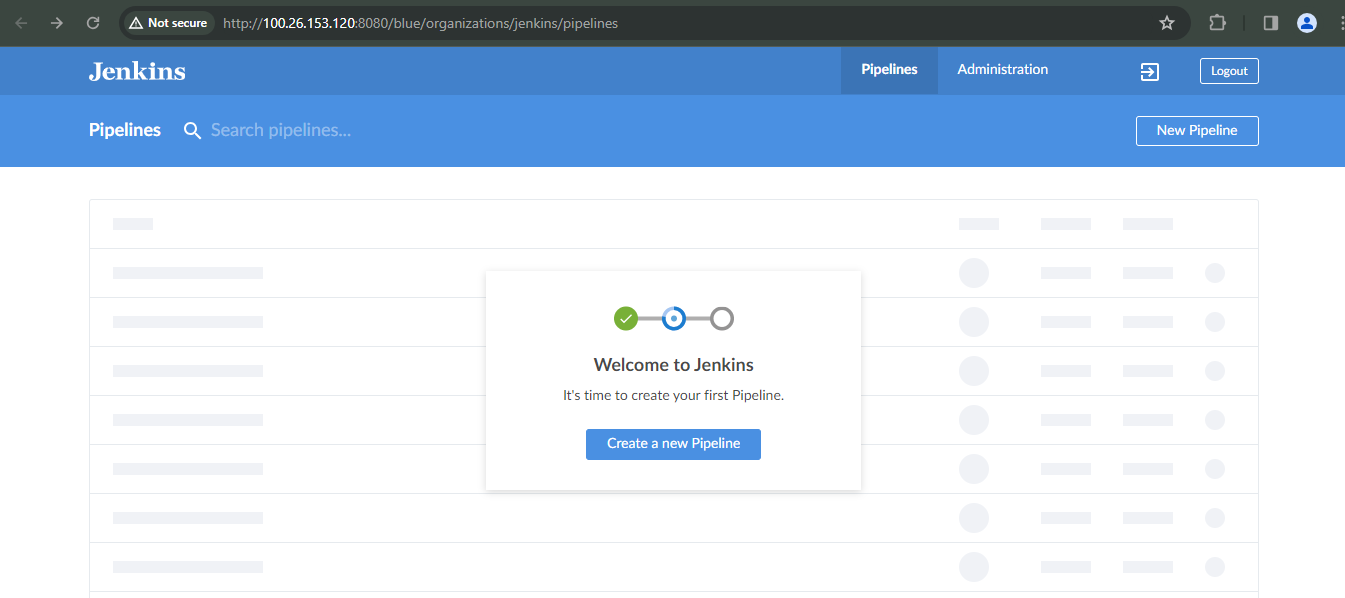 Not secure http://100.26.153.120:8080/blue/organizations/jenkins/pipelines
Jenkins Pipelines Administration Logout
Pipelines Search pipelines... New Pipeline
Welcome to Jenkins
It's time to create your first Pipeline.
Create a new Pipeline